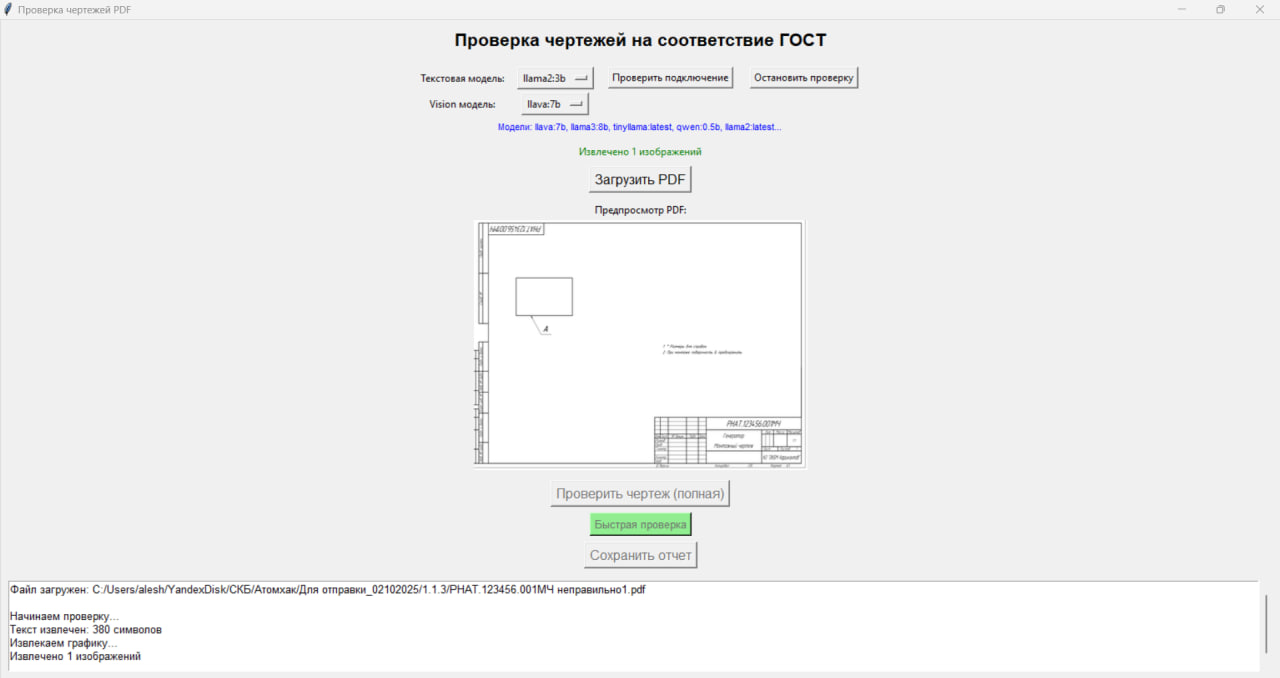 Проверка чертежей PDF
Проверка чертежей на соответствие ГОСТ
Текстовая модель: llama2:3b Проверить подключение Остановить проверку
Vision модель: llava:7b
Модели: llava:7b, llama3:8b, tinyllama:latest, qwen:0.5b, llama2:latest...
Извлечено 1 изображений
Загрузить PDF
Предпросмотр PDF:
РНАТ.123456.001МЧ
А
1. * Размеры для справок
РНАТ.123456.001МЧ
Генератор
Монтажный чертеж
Проверить чертеж (полная)
Быстрая проверка
Сохранить отчет
Файл загружен: C:/Users/alesh/YandexDisk/СКБ/Атомхак/Для отправки_02102025/1.1.3/РНАТ.123456.001МЧ неправильно1.pdf
Начинаем проверку...
Текст извлечен: 380 символов
Извлекаем графику...
Извлечено 1 изображений